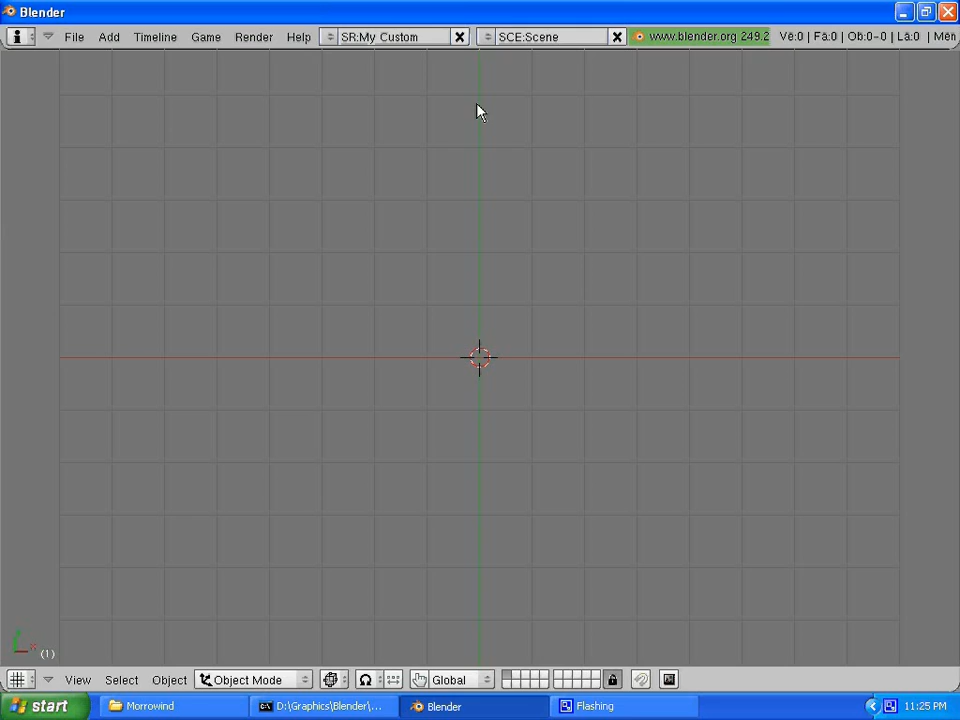 Blender
File Add Timeline Game Render Help SR:My Custom SCE:Scene www.blender.org 249.2 Ve:0 | Fa:0 | Ob:0-0 | La:0 | Mem
(1)
View Select Object Object Mode Global
start Morrowind D:\Graphics\Blender\... Blender Flashing 11:25 PM